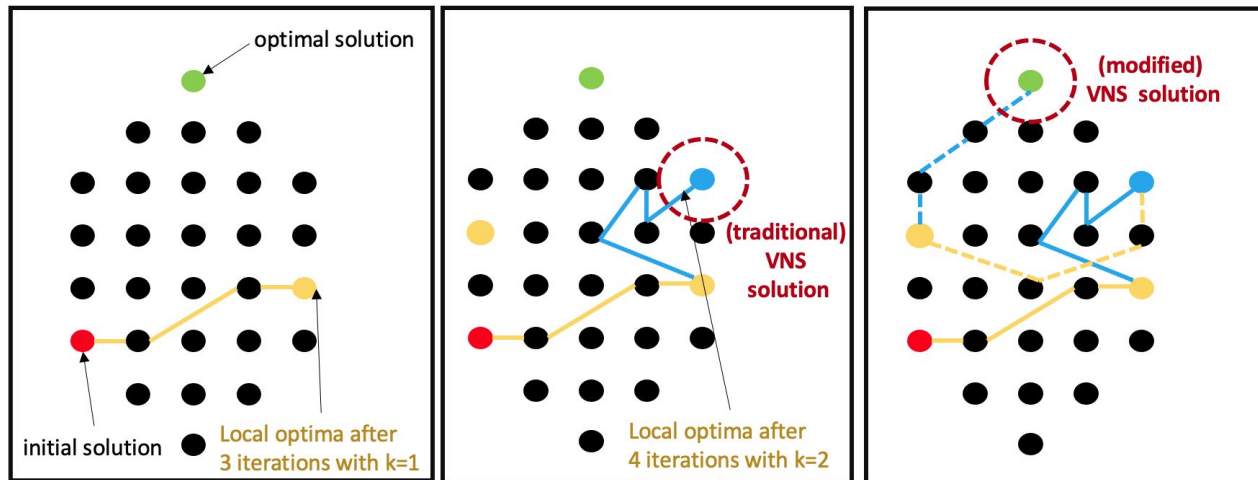 optimal solution
initial solution
Local optima after
3 iterations with k=1
(traditional)
VNS
solution
Local optima after
4 iterations with k=2
(modified)
VNS solution